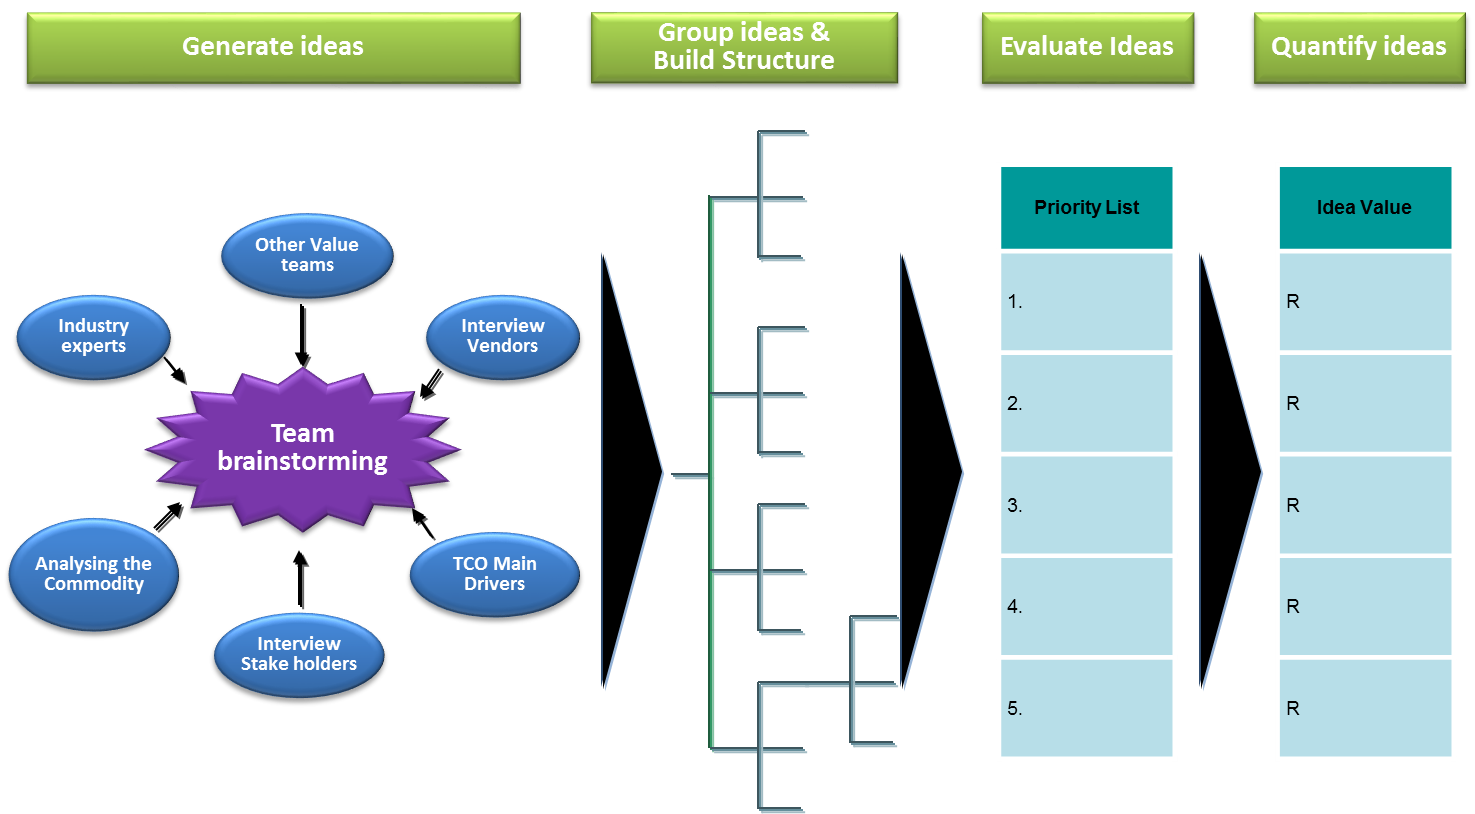 Generate ideas
Group ideas &
Build Structure
Evaluate Ideas
Quantify ideas
Other Value
teams
Industry
experts
Interview
Vendors
Team
brainstorming
Analysing the
Commodity
TCO Main
Drivers
Interview
Stake holders
Priority List
1.
2.
3.
4.
5.
Idea Value
R
R
R
R
R